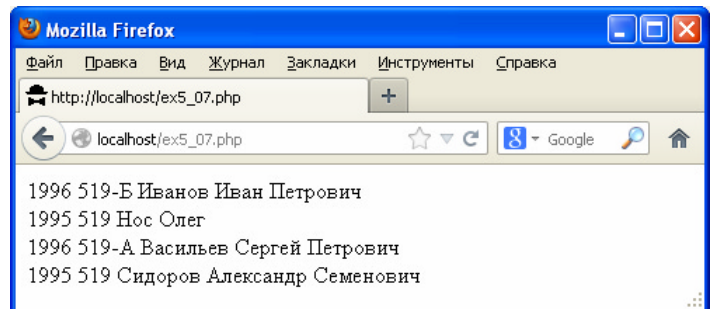 Mozilla Firefox
Файл Правка Вид Журнал Закладки Инструменты Справка
http://localhost/ex5_07.php +
localhost/ex5_07.php 8 Google
1996 519-Б Иванов Иван Петрович
1995 519 Нос Олег
1996 519-А Васильев Сергей Петрович
1995 519 Сидоров Александр Семенович